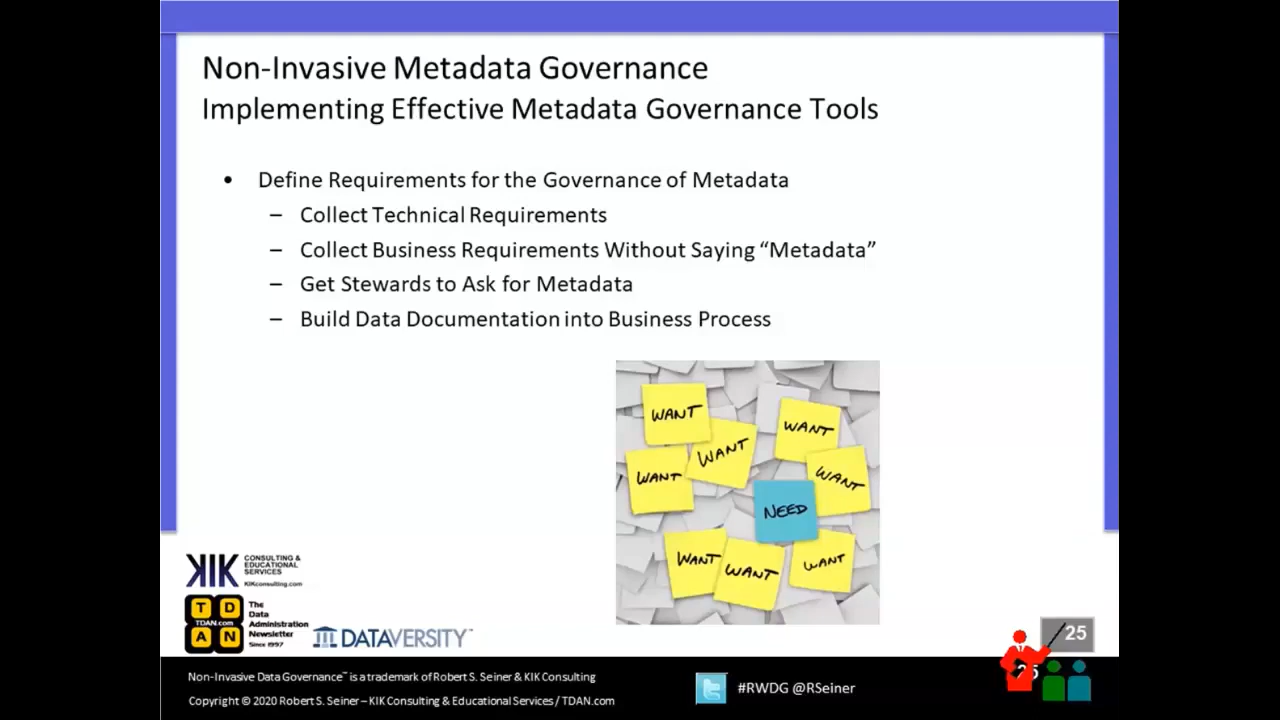 Non-Invasive Metadata Governance
Implementing Effective Metadata Governance Tools
• Define Requirements for the Governance of Metadata
– Collect Technical Requirements
– Collect Business Requirements Without Saying “Metadata”
– Get Stewards to Ask for Metadata
– Build Data Documentation into Business Process
WANT
WANT
WANT
WANT
WANT
NEED
WANT
WANT
WANT
KIK CONSULTING &
EDUCATIONAL
SERVICES
KIKconsulting.com
T D
TDAN.com
A N
The
Data
Administration
Newsletter
Since 1997
DATAVERSITY™
25
25
Non-Invasive Data Governance™ is a trademark of Robert S. Seiner & KIK Consulting
Copyright © 2020 Robert S. Seiner – KIK Consulting & Educational Services / TDAN.com
#RWDG @RSeiner